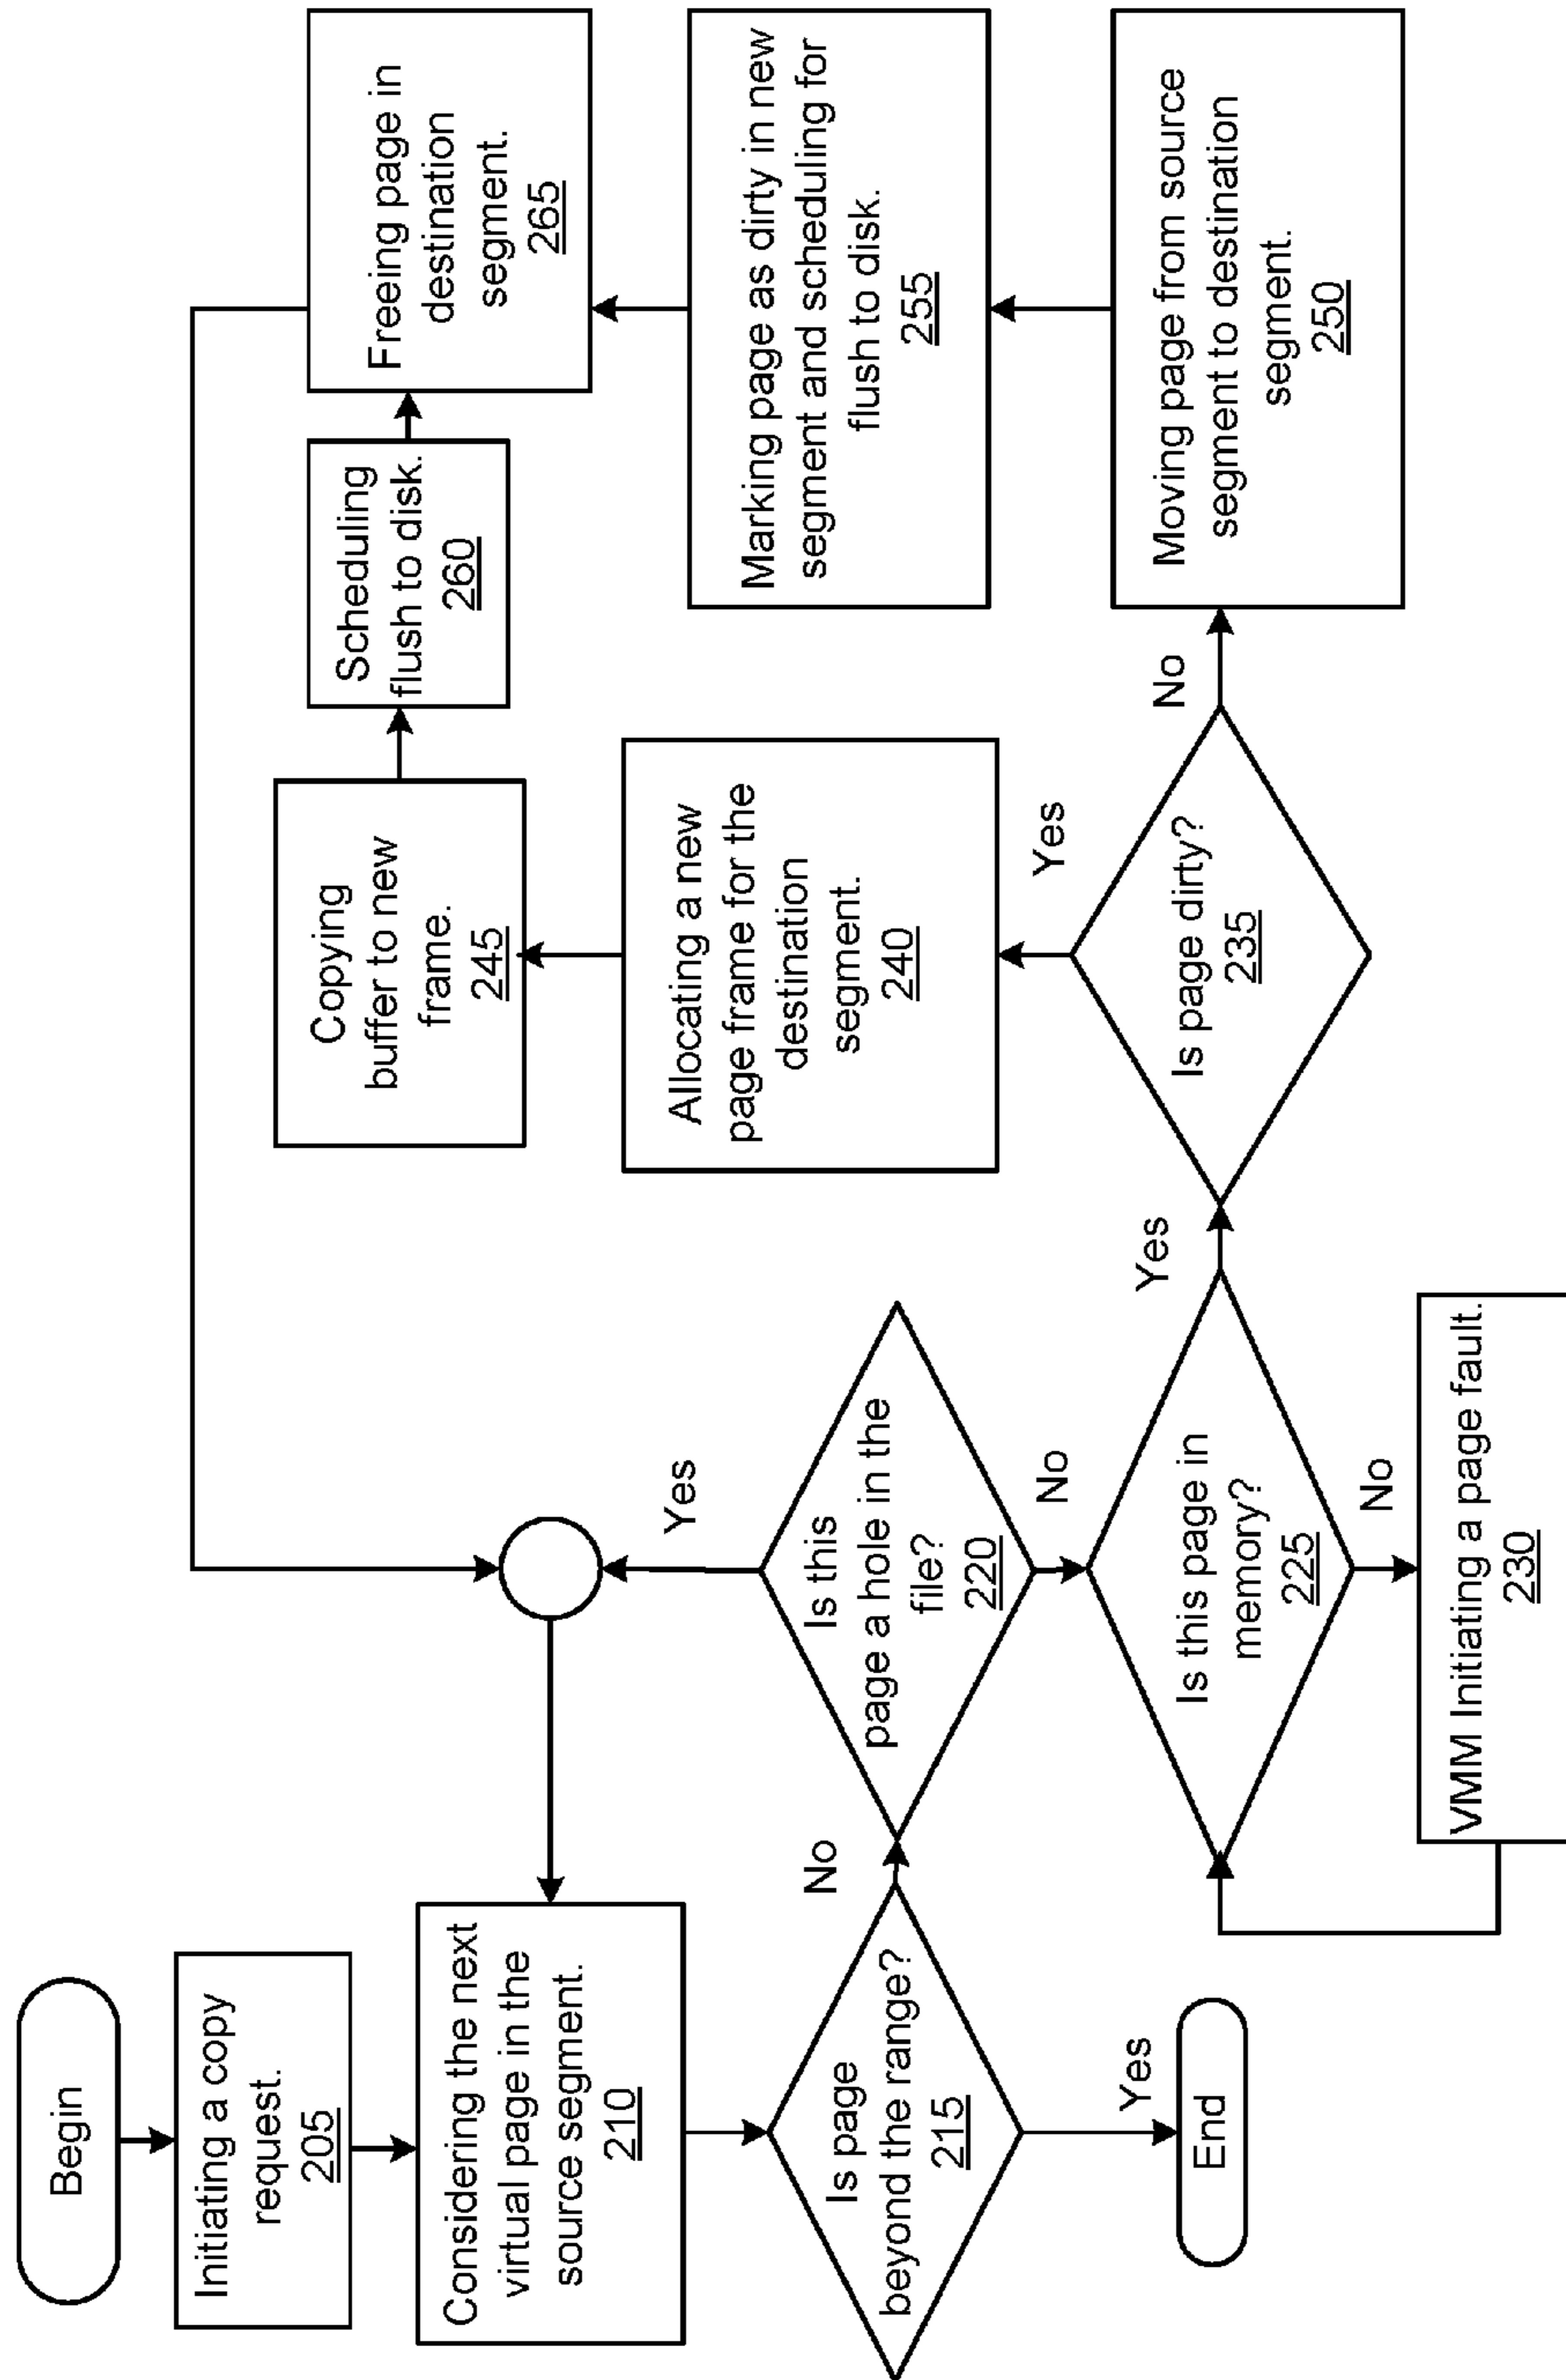 Begin
Initiating a copy
request.
205
Considering the next
virtual page in the
source segment.
210
Is page
beyond the range?
215
Yes
End
No
Is this
page a hole in the
file?
220
Yes
No
Is this page in
memory?
225
No
VMM Initiating a page fault.
230
Yes
Is page dirty?
235
Yes
Allocating a new
page frame for the
destination
segment.
240
Copying
buffer to new
frame.
245
Scheduling
flush to disk.
260
No
Moving page from source
segment to destination
segment.
250
Marking page as dirty in new
segment and scheduling for
flush to disk.
255
Freeing page in
destination
segment.
265